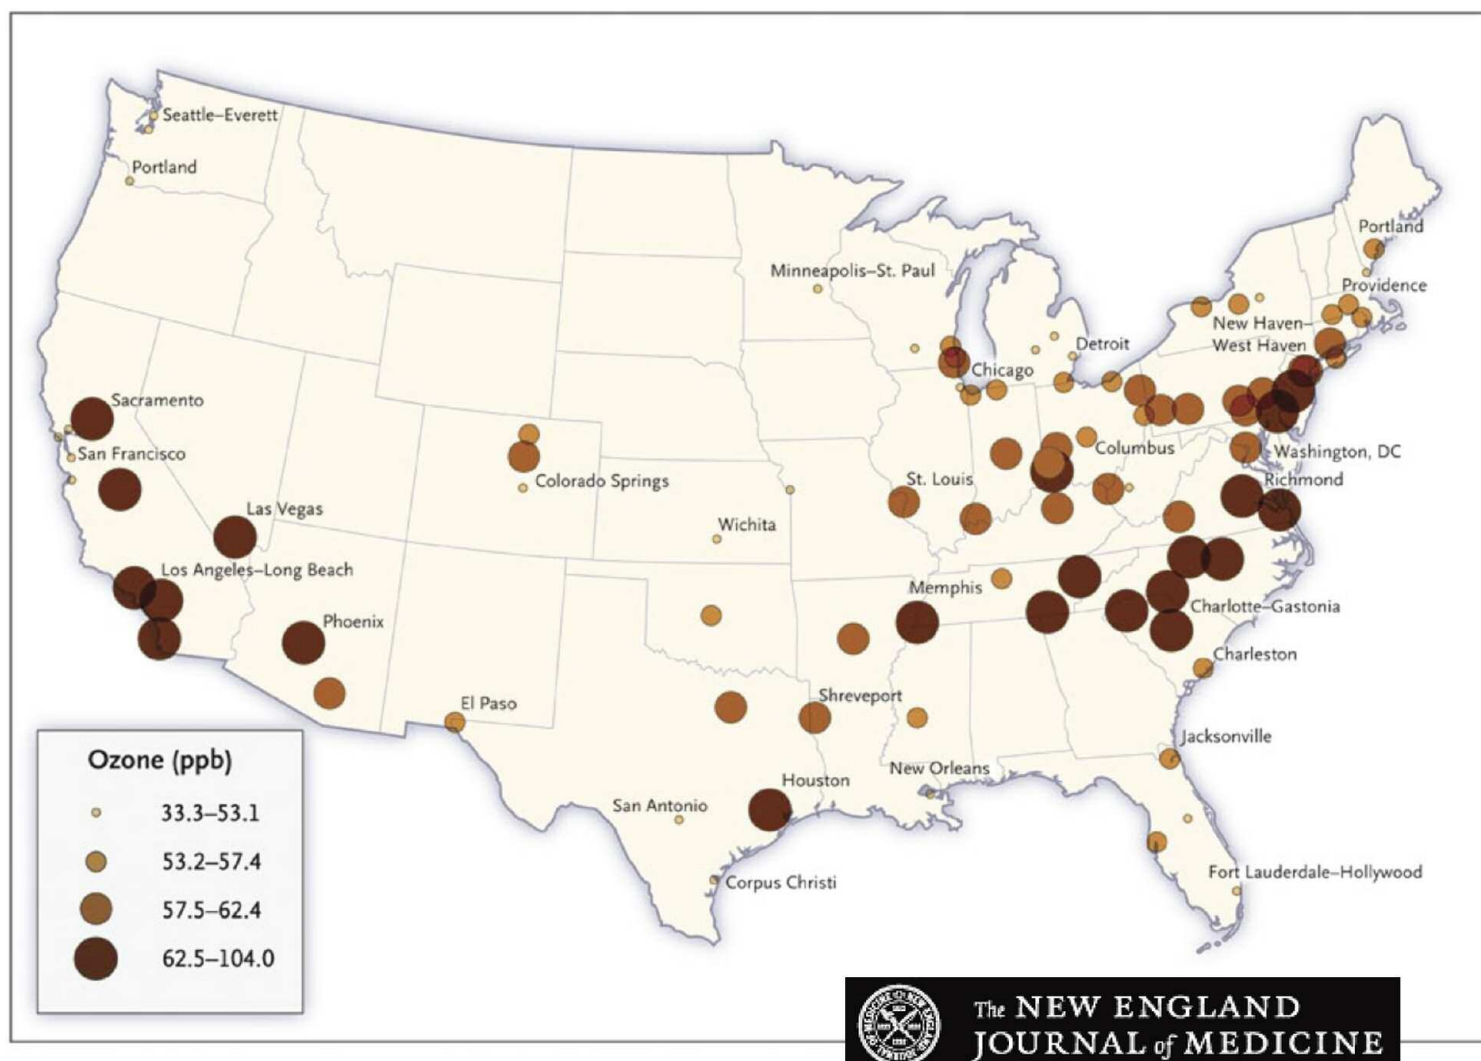 Seattle–Everett
Portland
Portland
Minneapolis–St. Paul
Providence
New Haven–
West Haven
Detroit
Chicago
Sacramento
San Francisco
Columbus
Washington, DC
Colorado Springs
St. Louis
Richmond
Las Vegas
Wichita
Los Angeles–Long Beach
Memphis
Charlotte–Gastonia
Phoenix
Charleston
El Paso
Shreveport
Jacksonville
New Orleans
Houston
San Antonio
Fort Lauderdale–Hollywood
Corpus Christi
Ozone (ppb)
33.3–53.1
53.2–57.4
57.5–62.4
62.5–104.0
The NEW ENGLAND
JOURNAL of MEDICINE